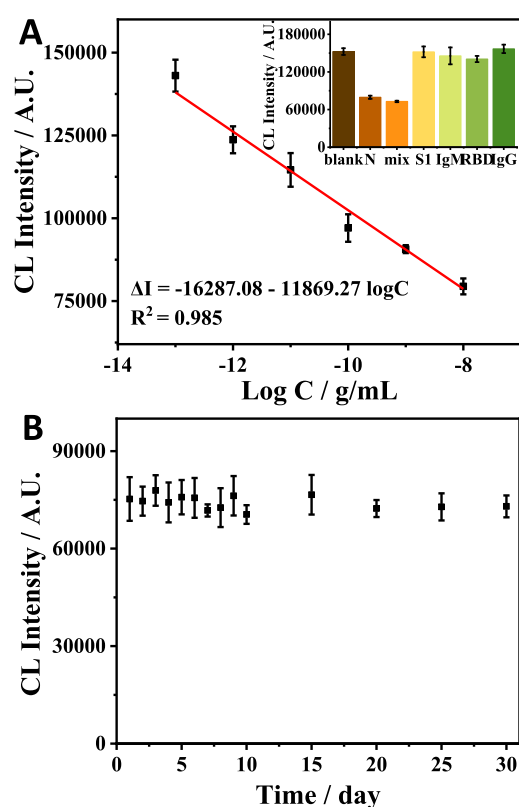 A
150000
125000
100000
75000
CL Intensity / A.U.
180000
120000
60000
0
CL Intensity / A.U.
blank N mix S1 IgM RBD IgG
ΔI = -16287.08 - 11869.27 logC
R² = 0.985
-14 -12 -10 -8
Log C / g/mL
B
90000
60000
30000
0
CL Intensity / A.U.
0 5 10 15 20 25 30
Time / day